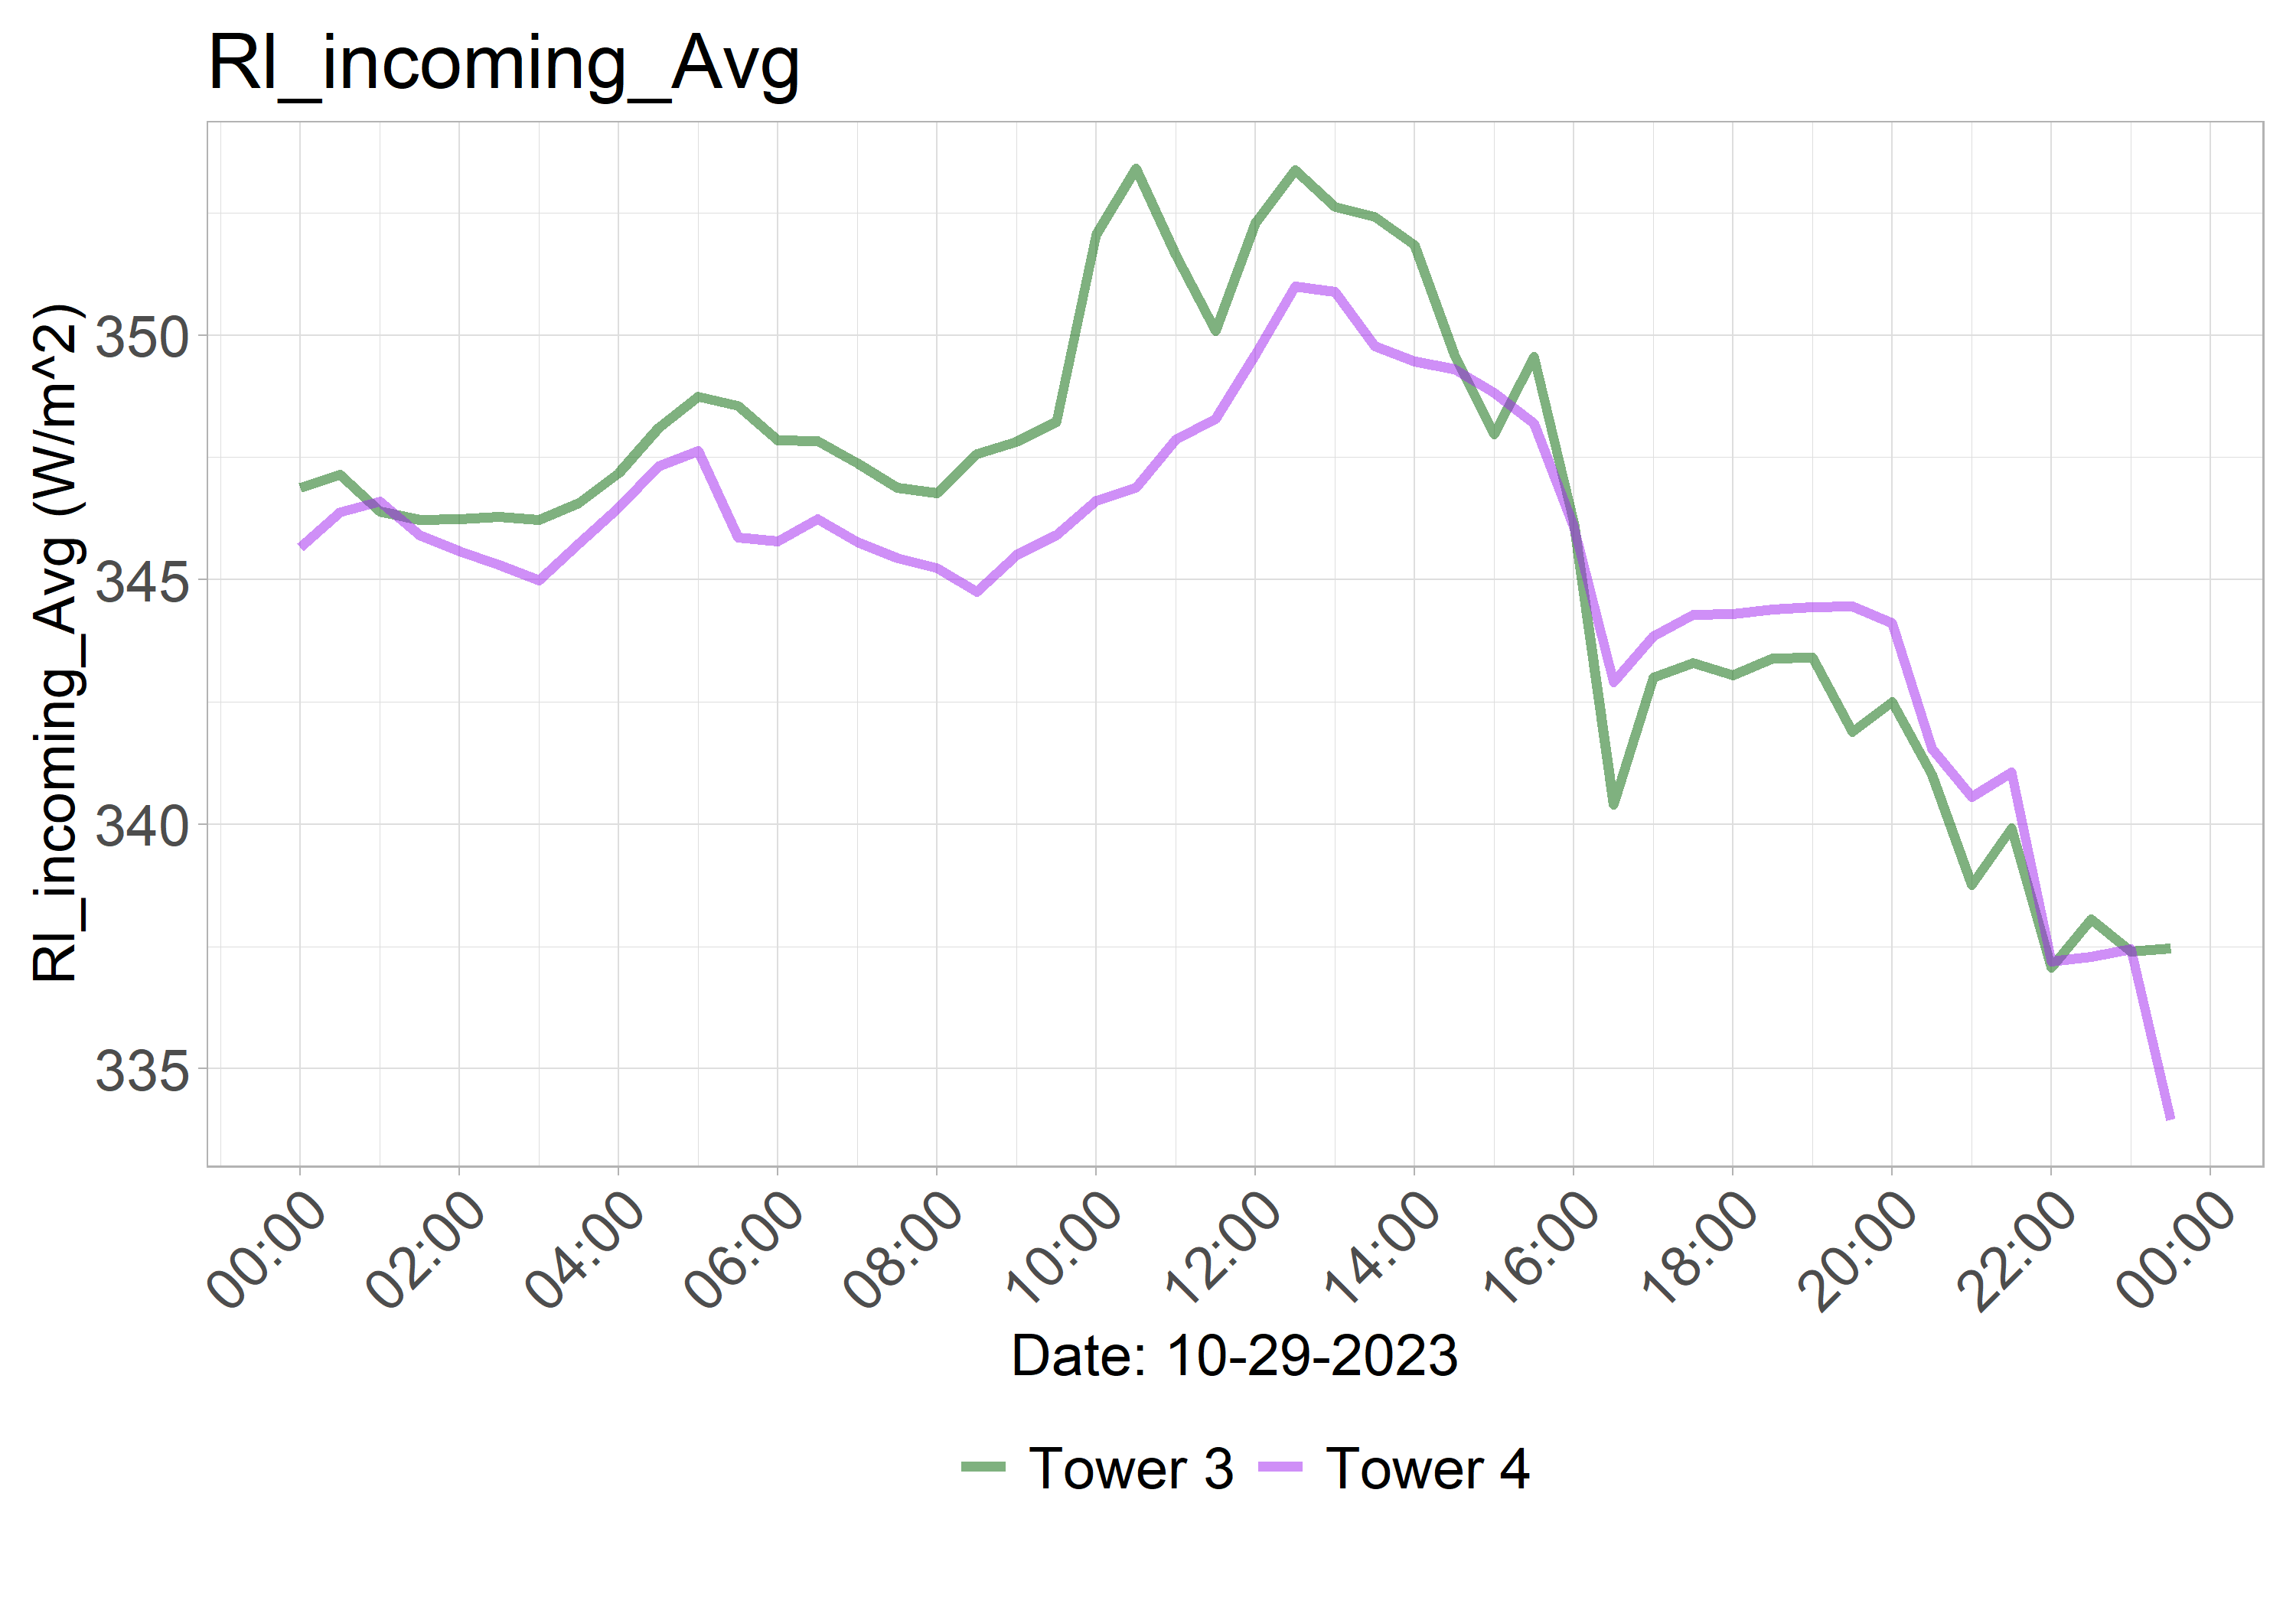 Rl_incoming_Avg
Rl_incoming_Avg (W/m^2)
350
345
340
335
00:00 02:00 04:00 06:00 08:00 10:00 12:00 14:00 16:00 18:00 20:00 22:00 00:00
Date: 10-29-2023
Tower 3 Tower 4